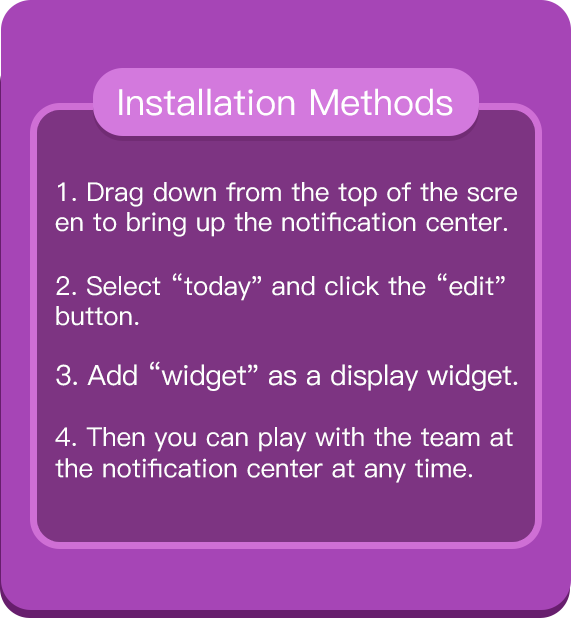 Installation Methods
1. Drag down from the top of the scre
en to bring up the notification center.
2. Select “today” and click the “edit”
button.
3. Add “widget” as a display widget.
4. Then you can play with the team at
the notification center at any time.